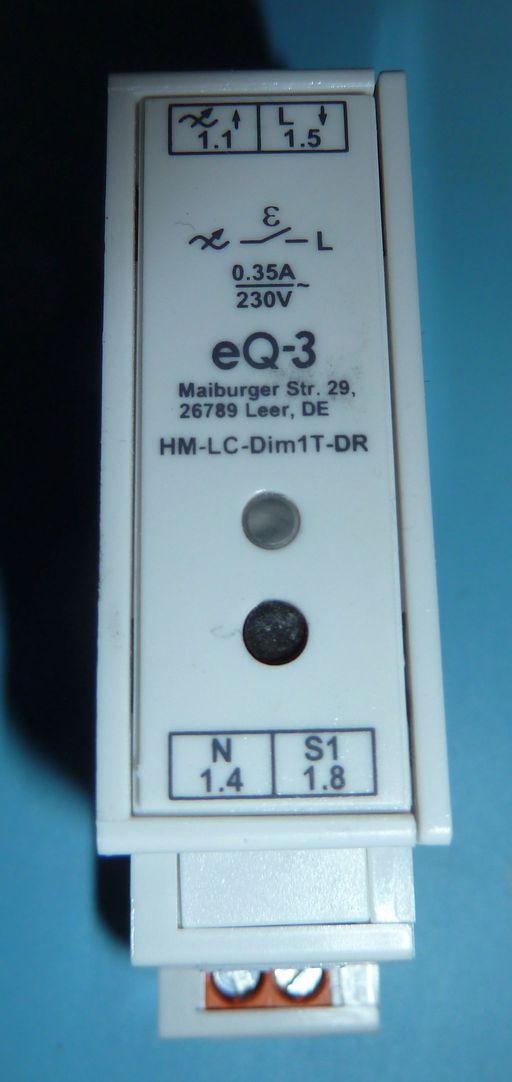 ↑ L ↓
1.1 1.5
ε
L
0.35A
230V~
eQ-3
Maiburger Str. 29,
26789 Leer, DE
HM-LC-Dim1T-DR
N S1
1.4 1.8